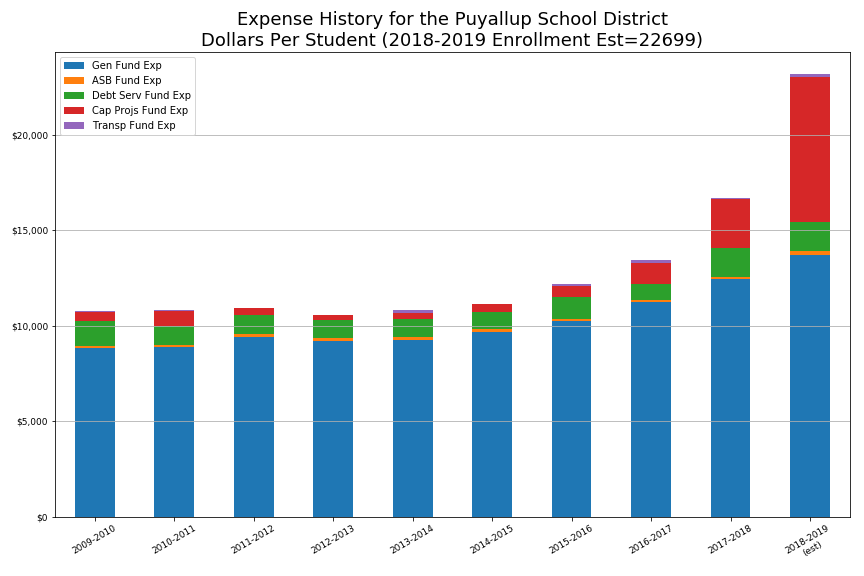 Expense History for the Puyallup School District
Dollars Per Student (2018-2019 Enrollment Est=22699)
Gen Fund Exp
ASB Fund Exp
Debt Serv Fund Exp
Cap Projs Fund Exp
Transp Fund Exp
$20,000
$15,000
$10,000
$5,000
$0
2009-2010
2010-2011
2011-2012
2012-2013
2013-2014
2014-2015
2015-2016
2016-2017
2017-2018
2018-2019
(est)